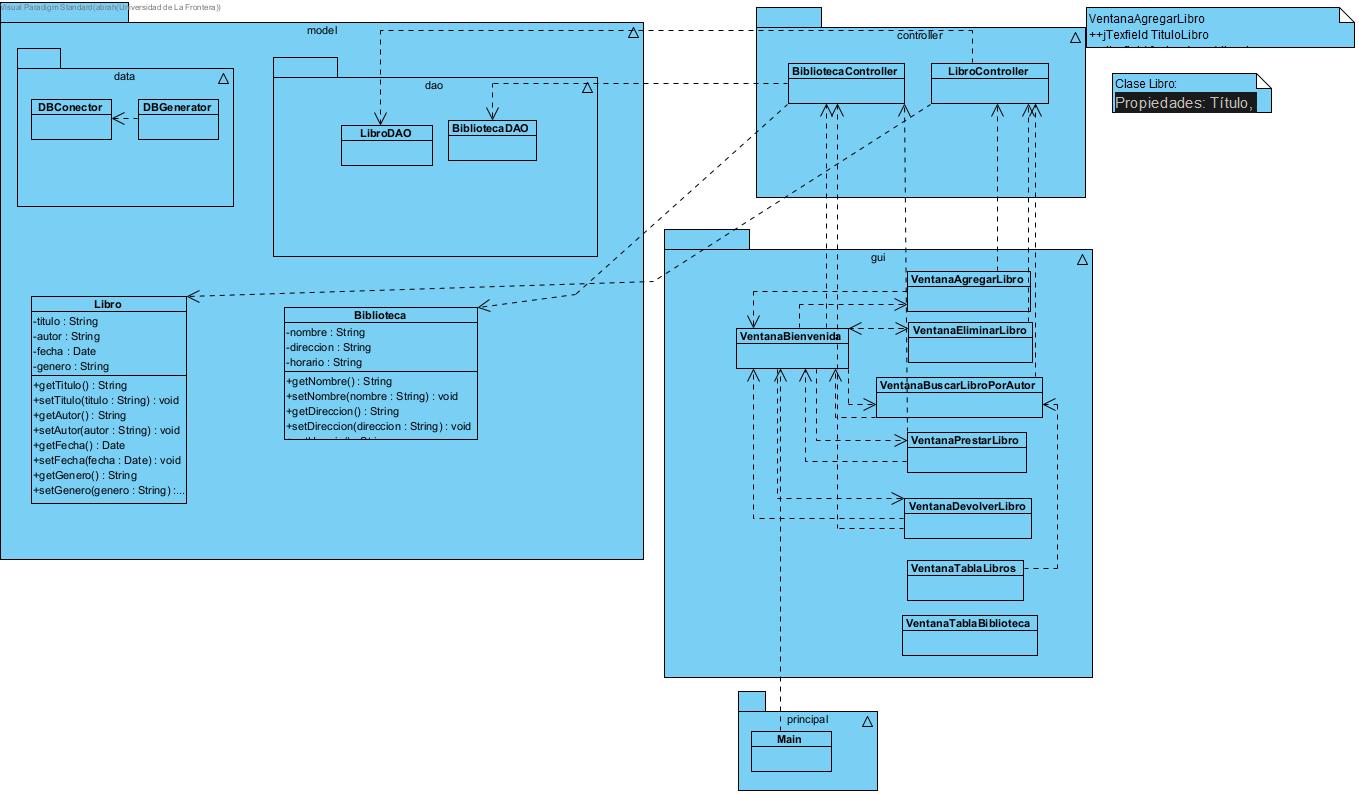 Visual Paradigm Standard(abrah(Universidad de La Frontera))
model
data
DBConector
DBGenerator
dao
LibroDAO
BibliotecaDAO
Libro
-titulo : String
-autor : String
-fecha : Date
-genero : String
+getTitulo() : String
+setTitulo(titulo : String) : void
+getAutor() : String
+setAutor(autor : String) : void
+getFecha() : Date
+setFecha(fecha : Date) : void
+getGenero() : String
+setGenero(genero : String) :...
Biblioteca
-nombre : String
-direccion : String
-horario : String
+getNombre() : String
+setNombre(nombre : String) : void
+getDireccion() : String
+setDireccion(direccion : String) : void
controller
BibliotecaController
LibroController
VentanaAgregarLibro
++jTexfield TituloLibro
Clase Libro:
Propiedades: Título,
gui
VentanaAgregarLibro
VentanaBienvenida
VentanaEliminarLibro
VentanaBuscarLibroPorAutor
VentanaPrestarLibro
VentanaDevolverLibro
VentanaTablaLibros
VentanaTablaBiblioteca
principal
Main